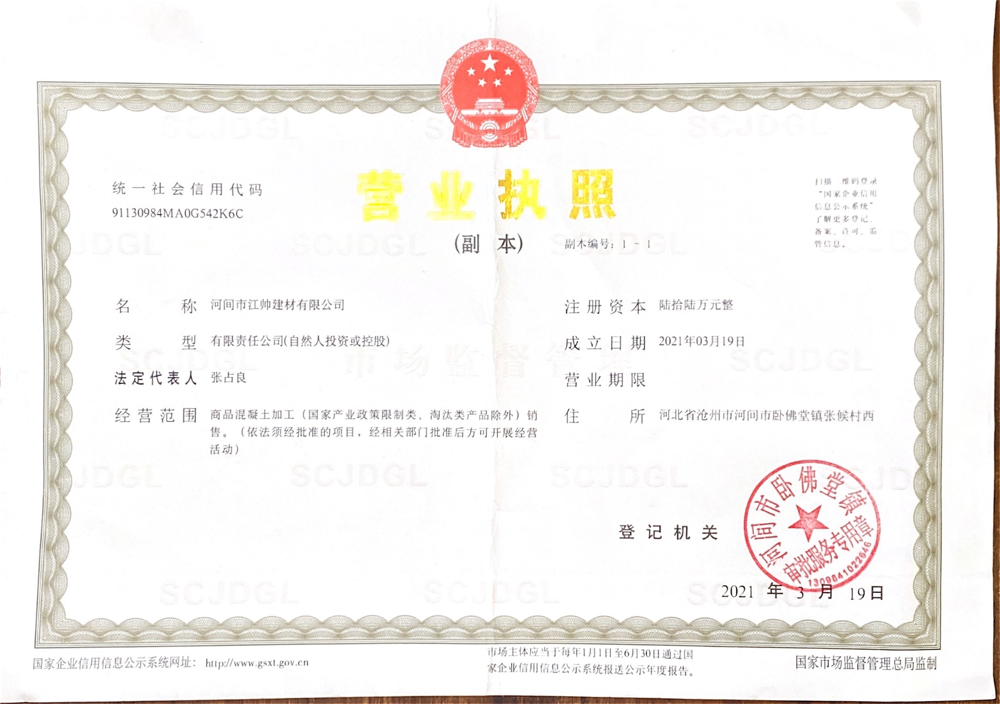 营业执照
(副 本)
副本编号：1 - 1
统一社会信用代码
91130984MA0G542K6C
扫描 维码登录
“国家企业信用
信息公示系统”
了解更多登记、
备案、许可、监
管信息。
名称 河间市江帅建材有限公司
类型 有限责任公司(自然人投资或控股)
法定代表人 张占良
经营范围 商品混凝土加工（国家产业政策限制类、淘汰类产品除外）销
售。（依法须经批准的项目，经相关部门批准后方可开展经营
活动）
注册资本 陆拾陆万元整
成立日期 2021年03月19日
营业期限
住所 河北省沧州市河间市卧佛堂镇张候村西
登记机关
河间市卧佛堂镇
审批服务专用章
1309841022646
2021 年 3 月 19日
国家企业信用信息公示系统网址： http://www.gsxt.gov.cn
市场主体应当于每年1月1日至6月30日通过国
家企业信用信息公示系统报送公示年度报告。
国家市场监督管理总局监制
SCJDGL
市场监督管理